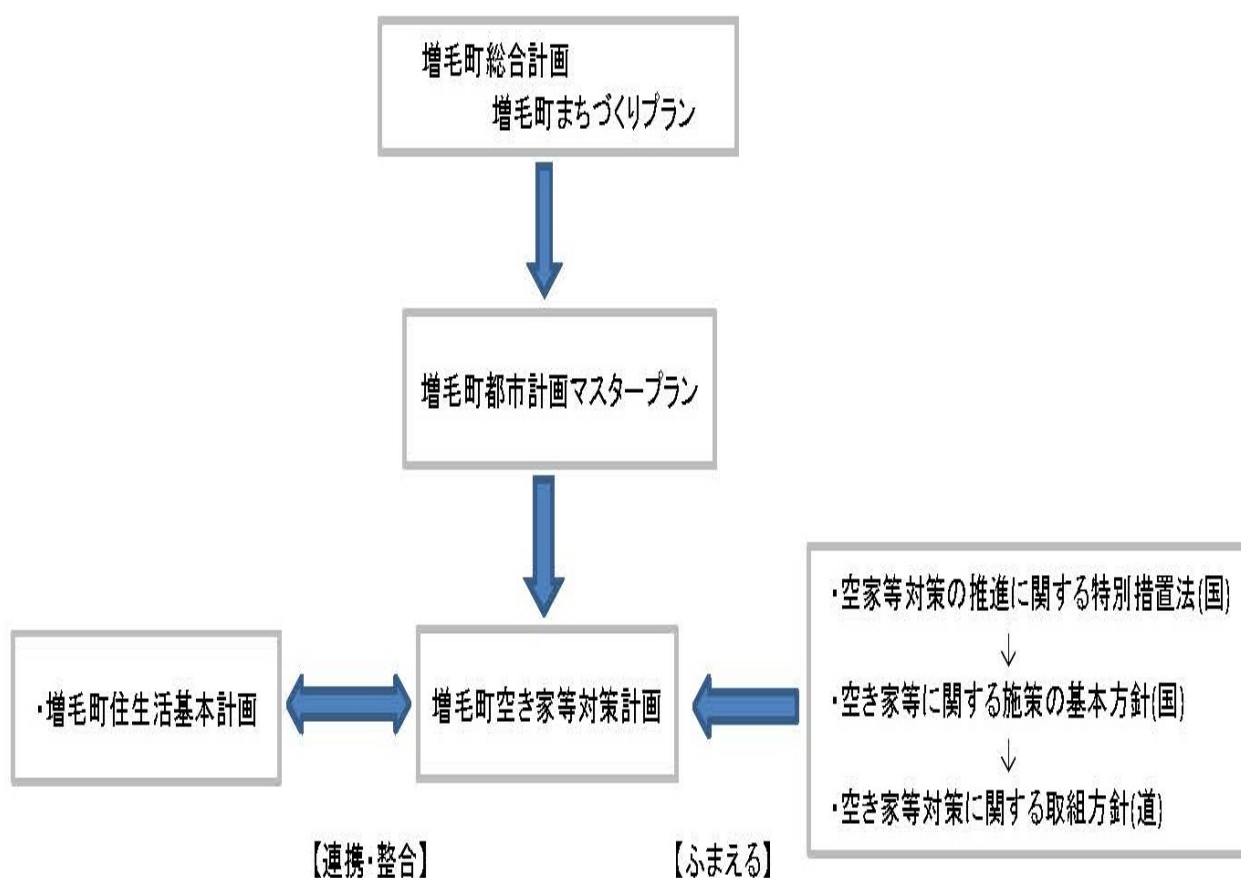 増毛町総合計画
増毛町まちづくりプラン
増毛町都市計画マスタープラン
・増毛町住生活基本計画
増毛町空き家等対策計画
・空家等対策の推進に関する特別措置法(国)
↓
・空き家等に関する施策の基本方針(国)
↓
・空き家等対策に関する取組方針(道)
【連携・整合】
【ふまえる】